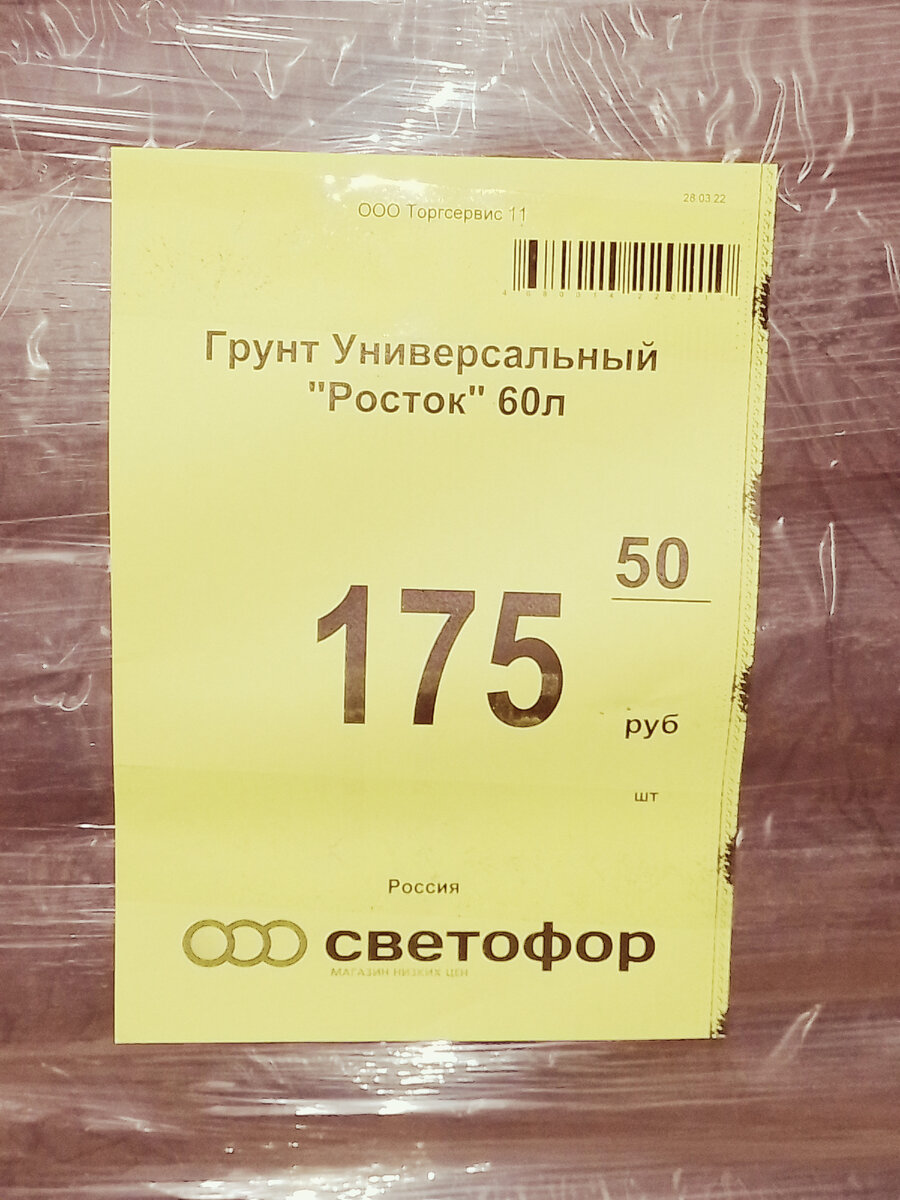 28.03.22
ООО Торгсервис 11
Грунт Универсальный
"Росток" 60л
175 50
руб
шт
Россия
светофор
МАГАЗИН НИЗКИХ ЦЕН